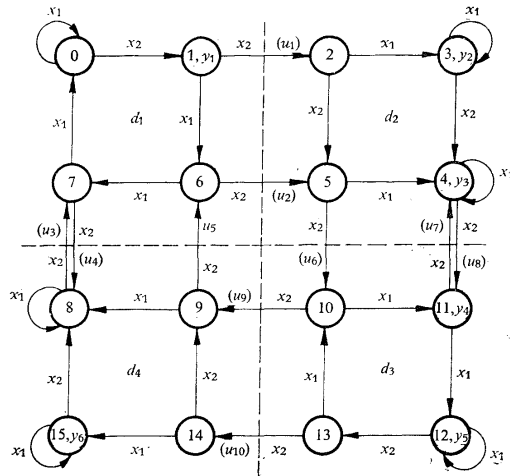 x₁
x₁
0 x₂ 1, y₁ x₂ (u₁) 2 x₁ 3, y₂
x₁ d₁ x₁ x₂ d₂ x₂
7 x₁ 6 x₂ (u₂) 5 x₁ 4, y₃
(u₃) x₂ u₅ x₂ (u₇) x₂
x₂ (u₄) x₂ (u₆) x₂ (u₈)
x₁ 8 x₁ 9 (u₉) x₂ 10 x₁ 11, y₄
x₂ d₄ x₂ x₁ d₃ x₁
x₁ 15, y₆ x₁ 14 (u₁₀) x₂ 13 x₂ 12, y₅ x₁